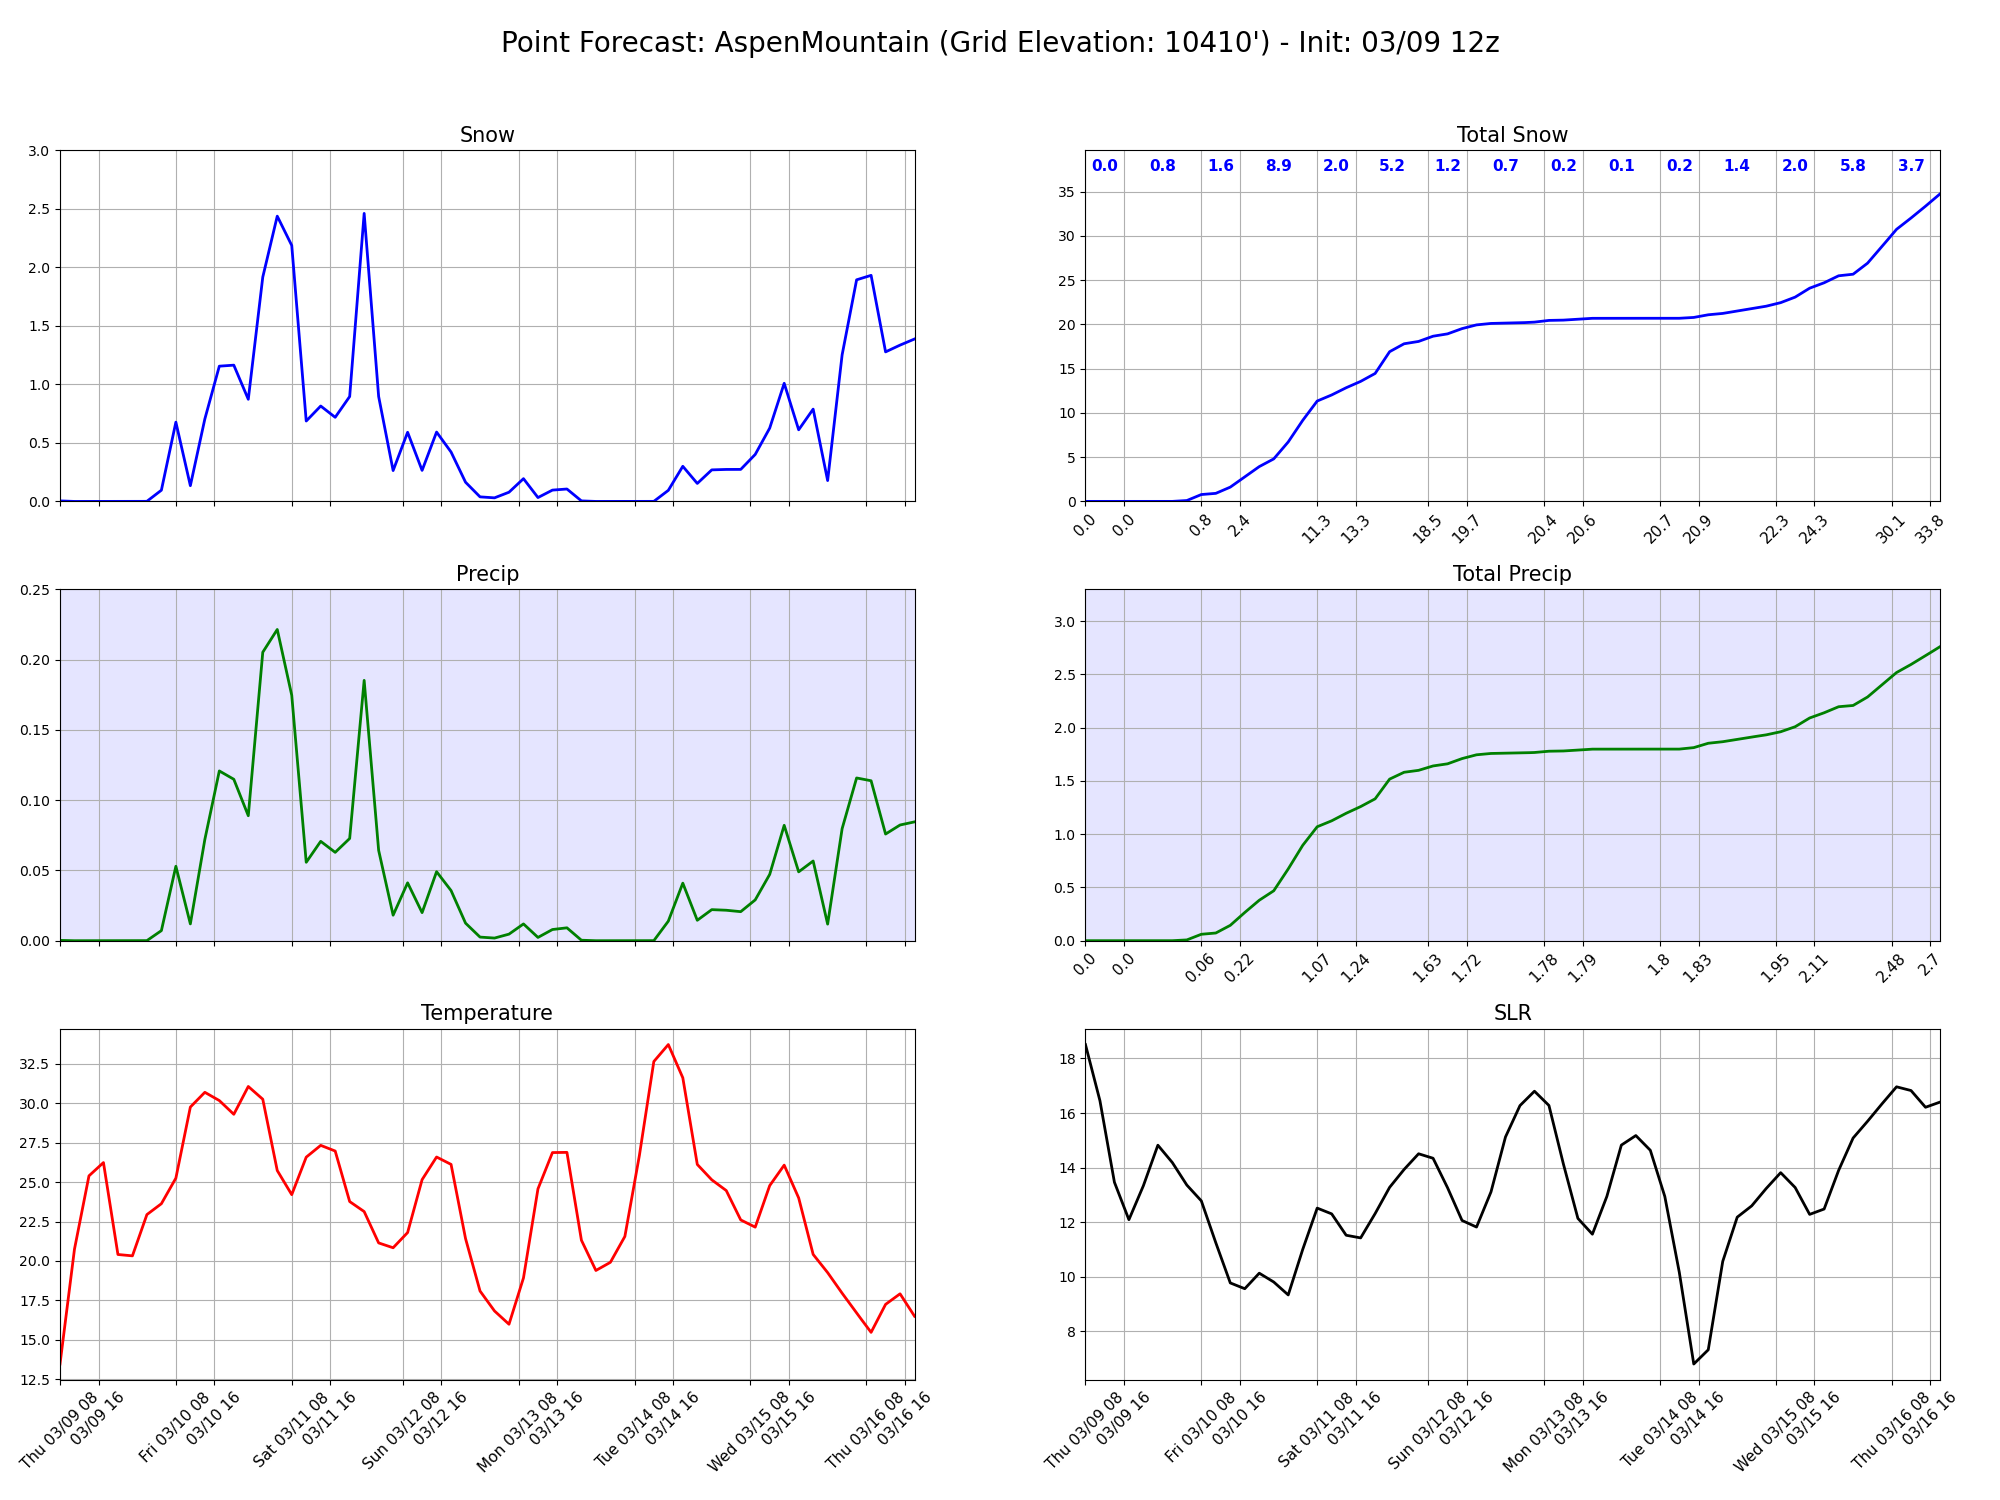 Point Forecast: AspenMountain (Grid Elevation: 10410') - Init: 03/09 12z
Snow
3.0
2.5
2.0
1.5
1.0
0.5
0.0
Total Snow
0.0 0.8 1.6 8.9 2.0 5.2 1.2 0.7 0.2 0.1 0.2 1.4 2.0 5.8 3.7
35
30
25
20
15
10
5
0
0.0 0.0 0.8 2.4 11.3 13.3 18.5 19.7 20.4 20.6 20.7 20.9 22.3 24.3 30.1 33.8
Precip
0.25
0.20
0.15
0.10
0.05
0.00
Total Precip
3.0
2.5
2.0
1.5
1.0
0.5
0.0
0.0 0.0 0.06 0.22 1.07 1.24 1.63 1.72 1.78 1.79 1.8 1.83 1.95 2.11 2.48 2.7
Temperature
32.5
30.0
27.5
25.0
22.5
20.0
17.5
15.0
12.5
Thu 03/09 08
03/09 16
Fri 03/10 08
03/10 16
Sat 03/11 08
03/11 16
Sun 03/12 08
03/12 16
Mon 03/13 08
03/13 16
Tue 03/14 08
03/14 16
Wed 03/15 08
03/15 16
Thu 03/16 08
03/16 16
SLR
18
16
14
12
10
8
Thu 03/09 08
03/09 16
Fri 03/10 08
03/10 16
Sat 03/11 08
03/11 16
Sun 03/12 08
03/12 16
Mon 03/13 08
03/13 16
Tue 03/14 08
03/14 16
Wed 03/15 08
03/15 16
Thu 03/16 08
03/16 16